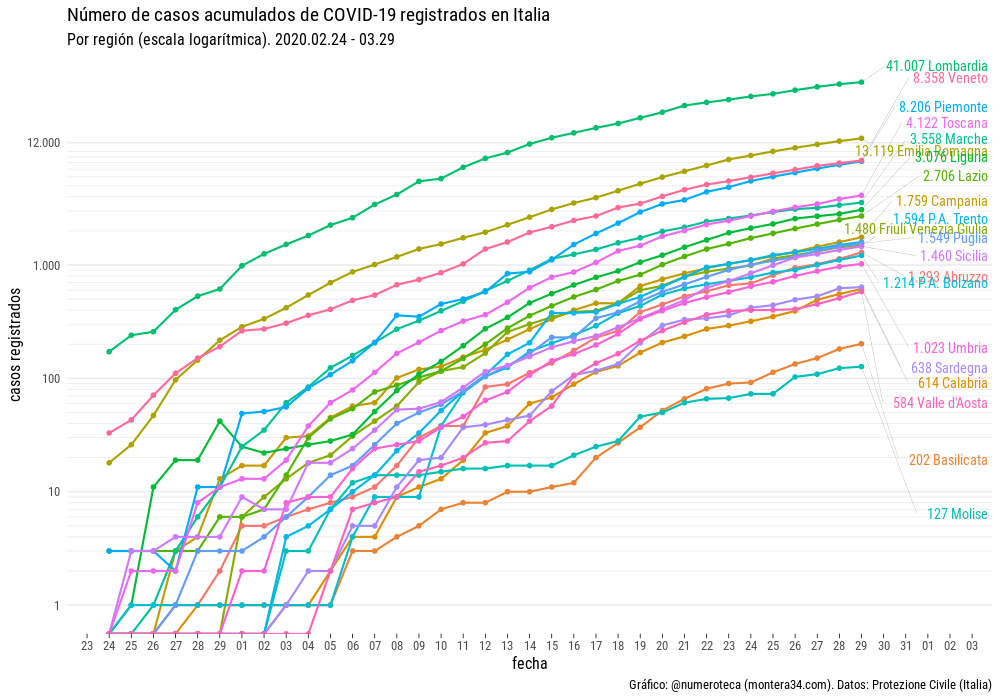 Número de casos acumulados de COVID-19 registrados en Italia
Por región (escala logarítmica). 2020.02.24 - 03.29
41.007 Lombardia
8.358 Veneto
8.206 Piemonte
4.122 Toscana
3.558 Marche
13.119 Emilia Romagna
3.076 Liguria
2.706 Lazio
1.759 Campania
1.594 P.A. Trento
1.480 Friuli Venezia Giulia
1.549 Puglia
1.460 Sicilia
1.293 Abruzzo
1.214 P.A. Bolzano
1.023 Umbria
638 Sardegna
614 Calabria
584 Valle d'Aosta
202 Basilicata
127 Molise
casos registrados
12.000
1.000
100
10
1
23 24 25 26 27 28 29 01 02 03 04 05 06 07 08 09 10 11 12 13 14 15 16 17 18 19 20 21 22 23 24 25 26 27 28 29 30 31 01 02 03
fecha
Gráfico: @numeroteca (montera34.com). Datos: Protezione Civile (Italia)